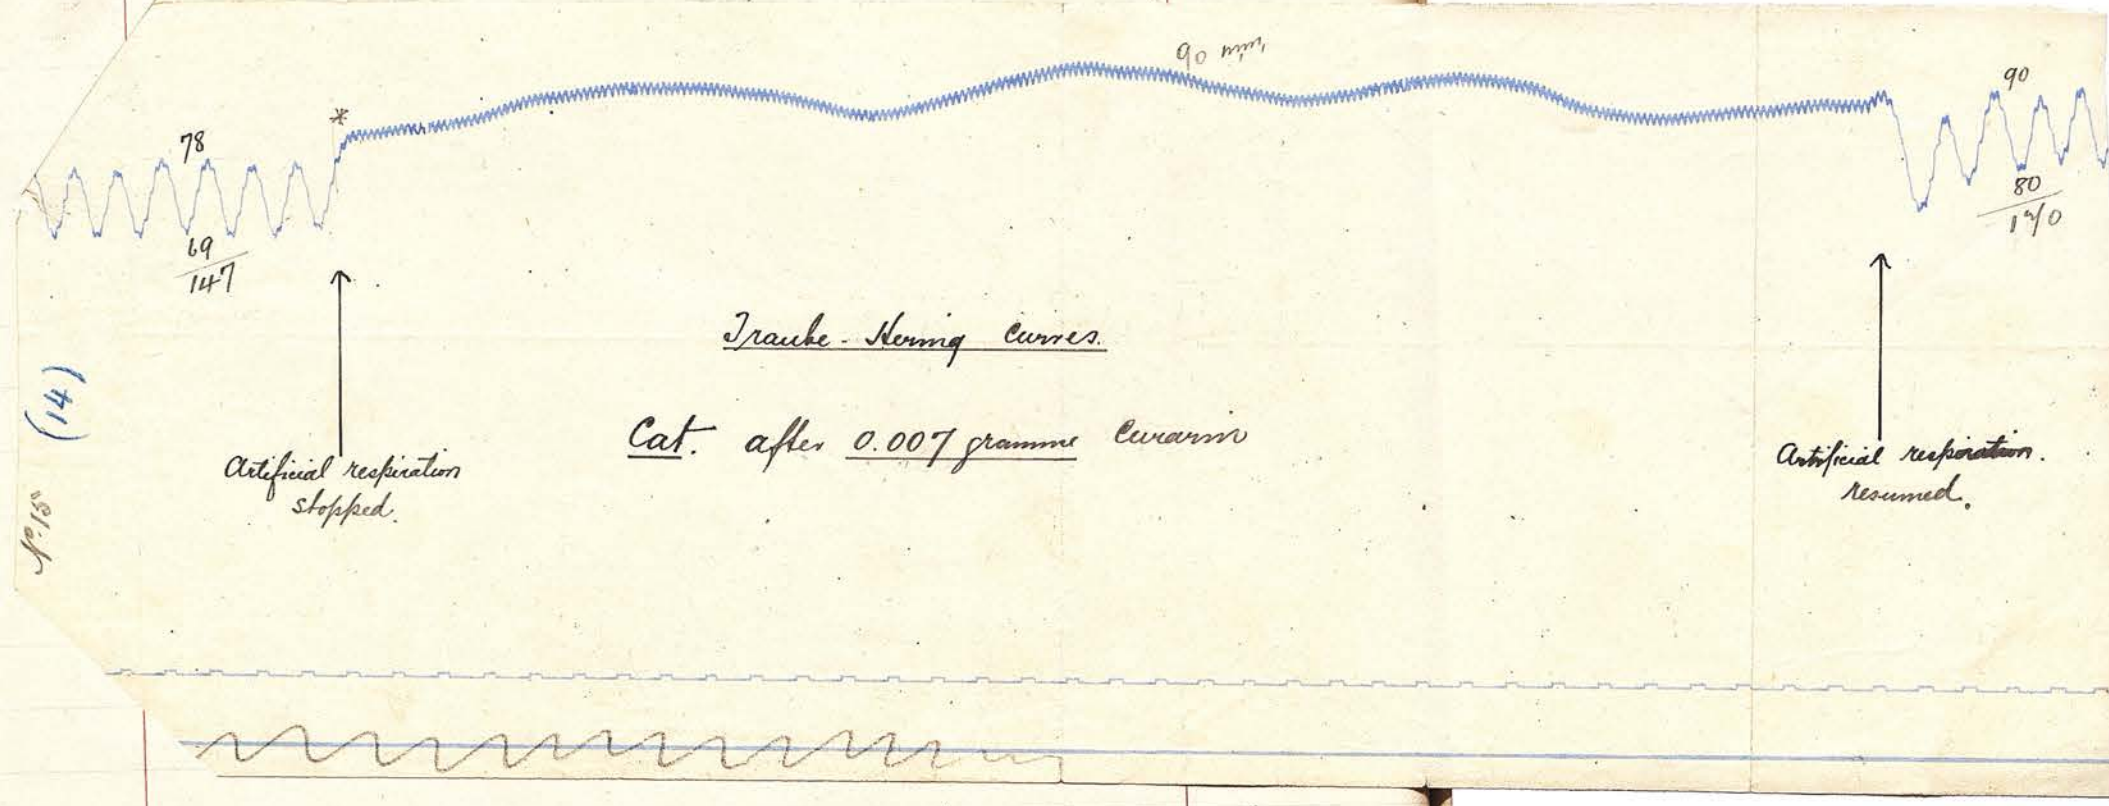 90 mm,
90
*
78
80
170
69
147
Traube-Hering Curves.
(14)
Cat. after 0.007 gramme Curarin
Artificial respiration
stopped.
Artificial respiration.
resumed.